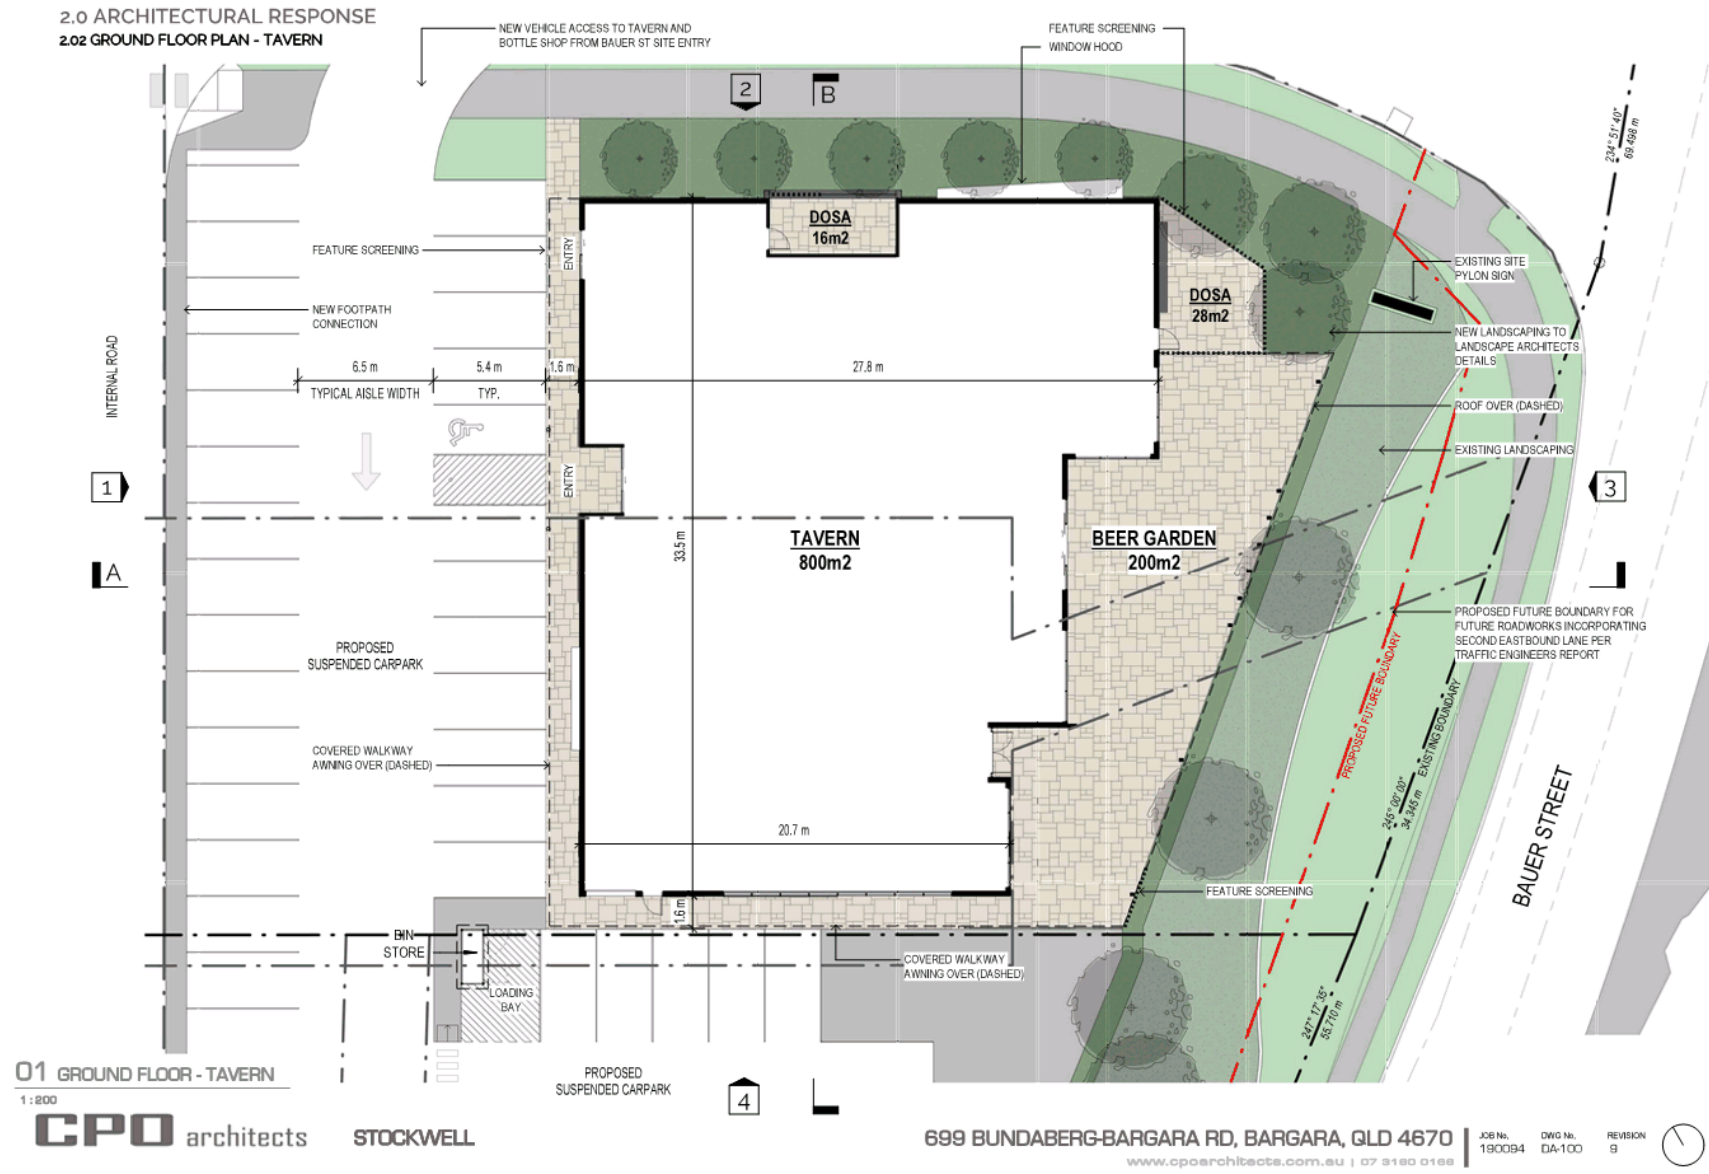 2.0 ARCHITECTURAL RESPONSE
2.02 GROUND FLOOR PLAN - TAVERN
NEW VEHICLE ACCESS TO TAVERN AND
BOTTLE SHOP FROM BAUER ST SITE ENTRY
FEATURE SCREENING
WINDOW HOOD
2
B
234° 51' 40"
69.498 m
DOSA
16m2
ENTRY
FEATURE SCREENING
EXISTING SITE
PYLON SIGN
DOSA
28m2
NEW FOOTPATH
CONNECTION
NEW LANDSCAPING TO
LANDSCAPE ARCHITECTS
DETAILS
INTERNAL ROAD
6.5 m
5.4 m
1.6 m
27.8 m
TYPICAL AISLE WIDTH
TYP.
ROOF OVER (DASHED)
EXISTING LANDSCAPING
ENTRY
1
3
33.5 m
TAVERN
800m2
BEER GARDEN
200m2
A
PROPOSED FUTURE BOUNDARY FOR
FUTURE ROADWORKS INCORPORATING
SECOND EASTBOUND LANE PER
TRAFFIC ENGINEERS REPORT
PROPOSED
SUSPENDED CARPARK
PROPOSED FUTURE BOUNDARY
EXISTING BOUNDARY
COVERED WALKWAY
AWNING OVER (DASHED)
245° 00' 00"
34.345 m
BAUER STREET
20.7 m
FEATURE SCREENING
1.6 m
BIN
STORE
COVERED WALKWAY
AWNING OVER (DASHED)
LOADING
BAY
247° 17' 35"
55.710 m
PROPOSED
SUSPENDED CARPARK
4
01 GROUND FLOOR - TAVERN
1:200
CPO architects
STOCKWELL
699 BUNDABERG-BARGARA RD, BARGARA, QLD 4670
www.cpoarchitects.com.au | 07 3180 0188
JOB No.
190094
DWG No.
DA-100
REVISION
9